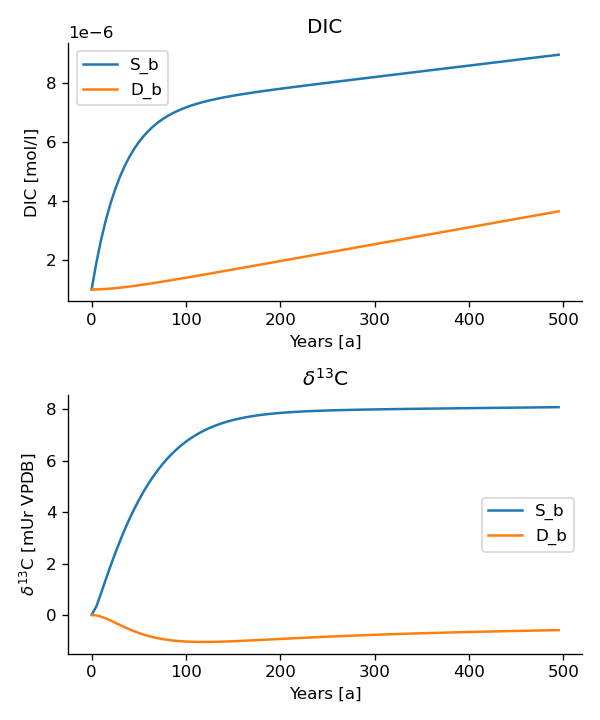 DIC
1e−6
S_b
D_b
8
6
4
2
DIC [mol/l]
0 100 200 300 400 500
Years [a]
δ¹³C
8
6
4
2
0
S_b
D_b
δ¹³C [mUr VPDB]
0 100 200 300 400 500
Years [a]